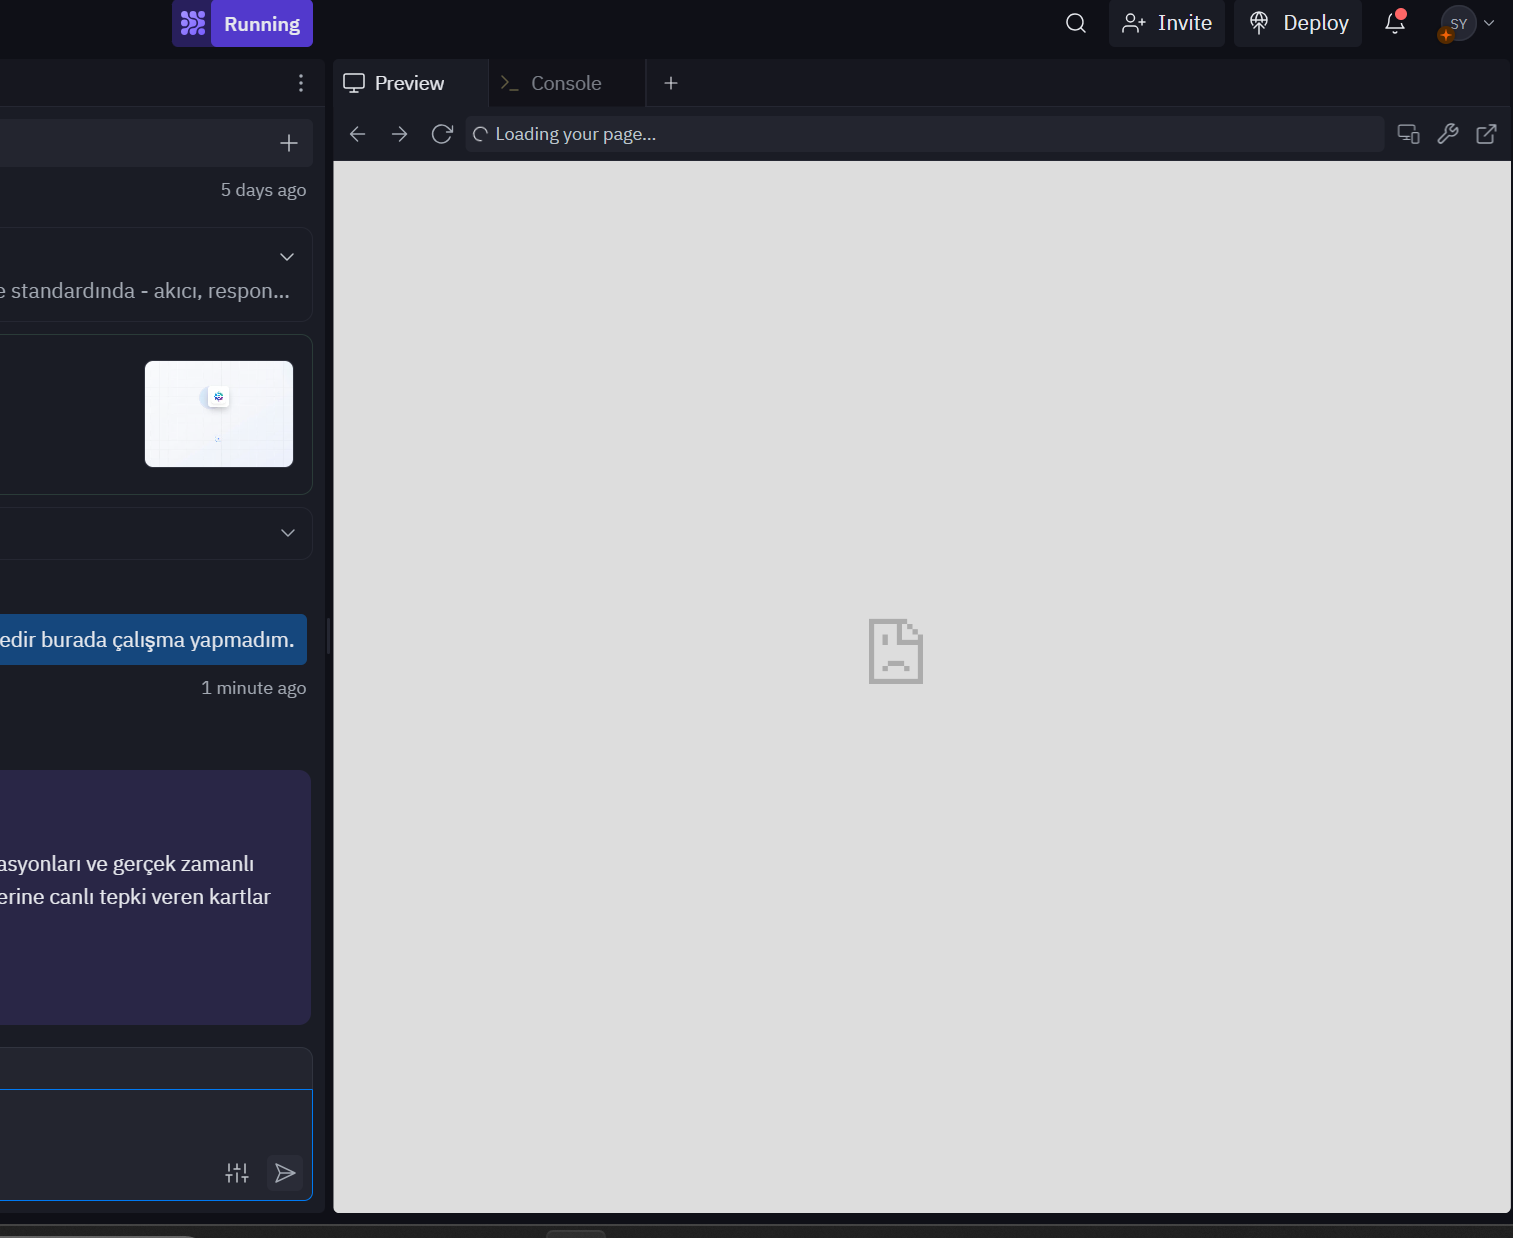 Running
Invite
Deploy
SY
Preview
Console
Loading your page...
5 days ago
e standardında - akıcı, respon...
edir burada çalışma yapmadım.
1 minute ago
asyonları ve gerçek zamanlı
erine canlı tepki veren kartlar